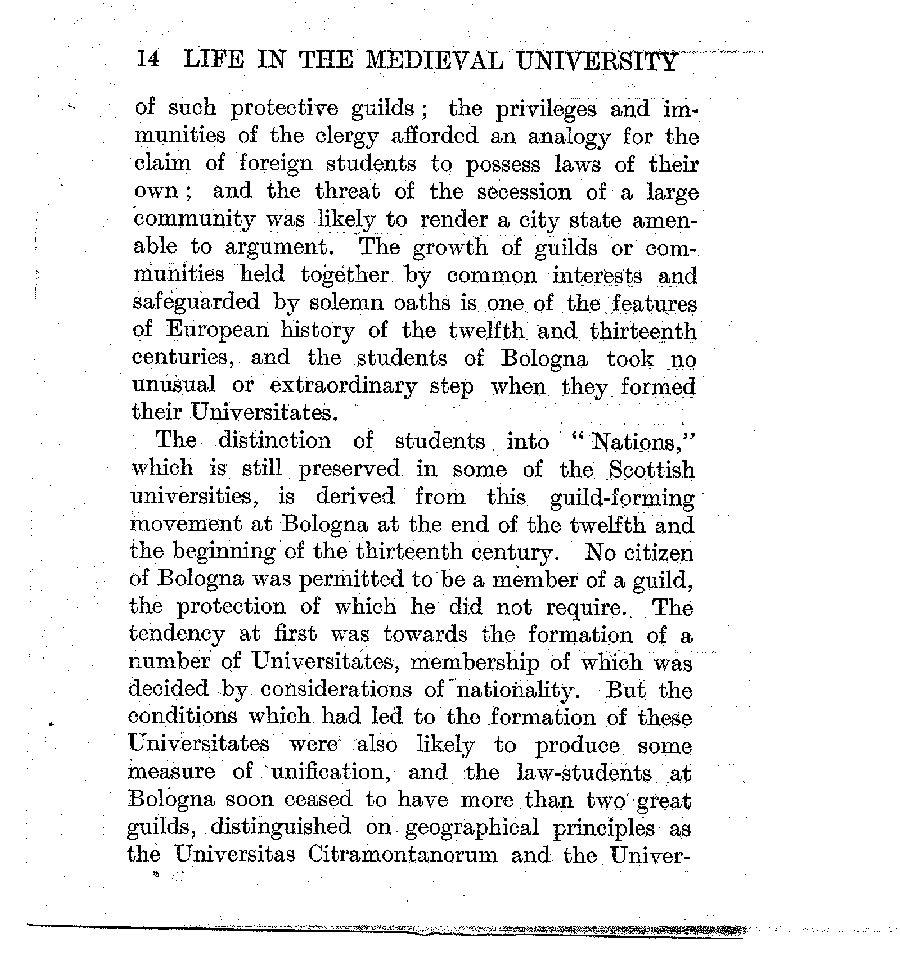 14 LIFE IN THE MEDIEVAL UNIVERSITY
of such protective guilds ; the privileges and im-
munities of the clergy afforded an analogy for the
claim of foreign students to possess laws of their
own ; and the threat of the secession of a large
community was likely to render a city state amen-
able to argument. The growth of guilds or com-
munities held together by common interests and
safeguarded by solemn oaths is one of the features
of European history of the twelfth and thirteenth
centuries, and the students of Bologna took no
unusual or extraordinary step when they formed
their Universitates.
The distinction of students into “ Nations,”
which is still preserved in some of the Scottish
universities, is derived from this guild-forming
movement at Bologna at the end of the twelfth and
the beginning of the thirteenth century. No citizen
of Bologna was permitted to be a member of a guild,
the protection of which he did not require. The
tendency at first was towards the formation of a
number of Universitates, membership of which was
decided by considerations of nationality. But the
conditions which had led to the formation of these
Universitates were also likely to produce some
measure of unification, and the law-students at
Bologna soon ceased to have more than two great
guilds, distinguished on geographical principles as
the Universitas Citramontanorum and the Univer-